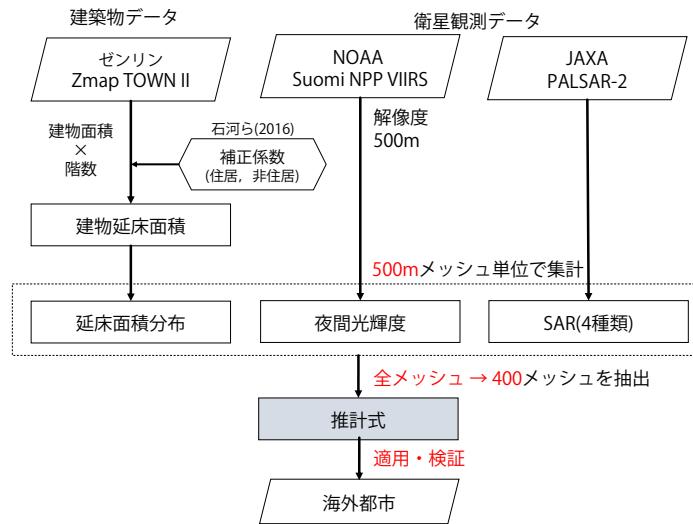 建築物データ
衛星観測データ
ゼンリン
Zmap TOWN II
NOAA
Suomi NPP VIIRS
JAXA
PALSAR-2
建物面積
×
階数
石河ら(2016)
補正係数
(住居，非住居)
解像度
500m
建物延床面積
500mメッシュ単位で集計
延床面積分布
夜間光輝度
SAR(4種類)
全メッシュ → 400メッシュを抽出
推計式
適用・検証
海外都市